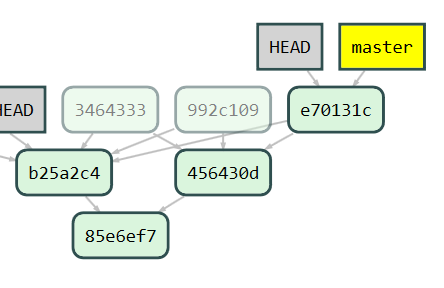 HEAD
master
HEAD
3464333
992c109
e70131c
b25a2c4
456430d
85e6ef7